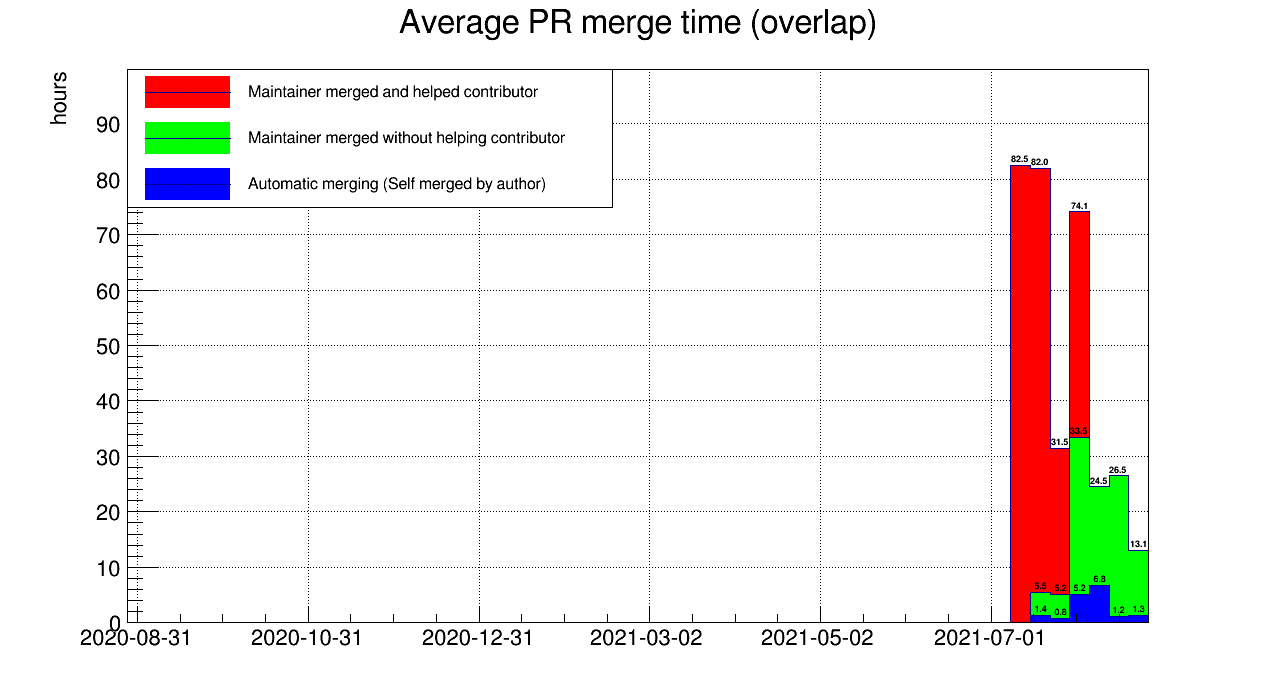 Average PR merge time (overlap)
hours
Maintainer merged and helped contributor
Maintainer merged without helping contributor
Automatic merging (Self merged by author)
90
80
70
60
50
40
30
20
10
0
82.5 82.0
74.1
33.5
31.5
26.5
24.5
13.1
6.8
5.5 5.2 5.2
1.4 0.8 1.2 1.3
2020-08-31 2020-10-31 2020-12-31 2021-03-02 2021-05-02 2021-07-01